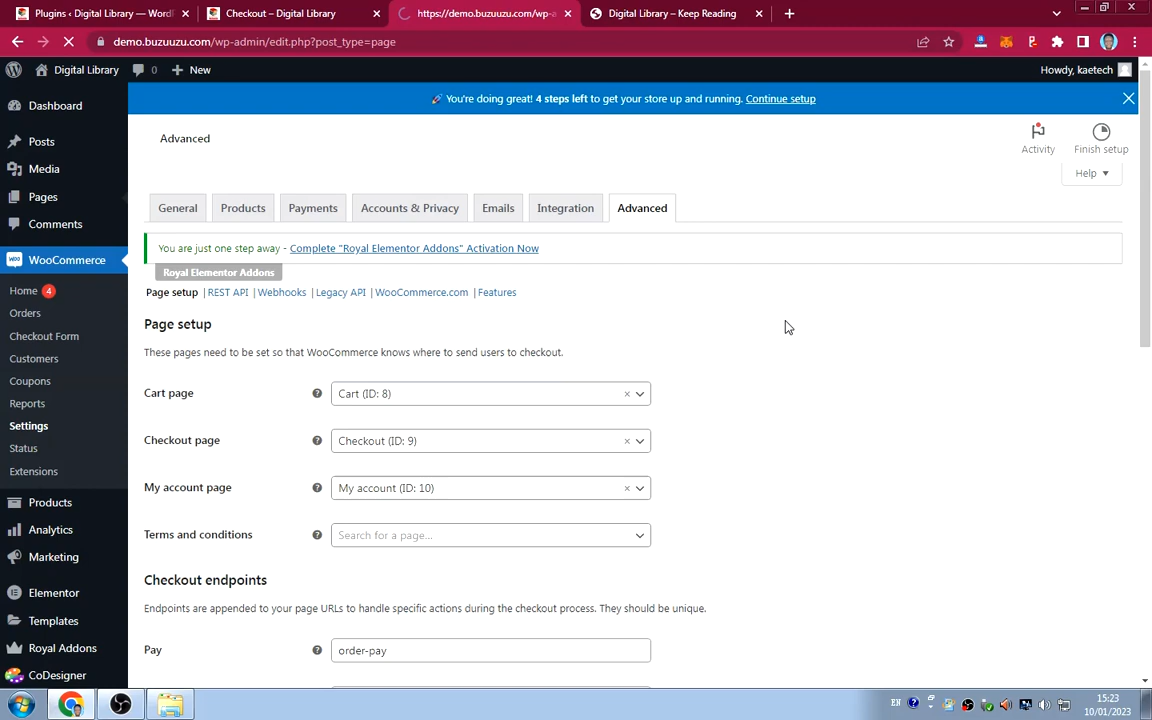 Plugins ‹ Digital Library — WordP
Checkout – Digital Library
https://demo.buzuuzu.com/wp-a
Digital Library – Keep Reading
demo.buzuuzu.com/wp-admin/edit.php?post_type=page
Digital Library
0
New
Howdy, kaetech
Dashboard
Posts
Media
Pages
Comments
WooCommerce
Home 4
Orders
Checkout Form
Customers
Coupons
Reports
Settings
Status
Extensions
Products
Analytics
Marketing
Elementor
Templates
Royal Addons
CoDesigner
🚀 You're doing great! 4 steps left to get your store up and running. Continue setup
Advanced
Activity
Finish setup
Help ▼
General
Products
Payments
Accounts & Privacy
Emails
Integration
Advanced
You are just one step away - Complete "Royal Elementor Addons" Activation Now
Royal Elementor Addons
Page setup | REST API | Webhooks | Legacy API | WooCommerce.com | Features
Page setup
These pages need to be set so that WooCommerce knows where to send users to checkout.
Cart page
Cart (ID: 8)
Checkout page
Checkout (ID: 9)
My account page
My account (ID: 10)
Terms and conditions
Search for a page...
Checkout endpoints
Endpoints are appended to your page URLs to handle specific actions during the checkout process. They should be unique.
Pay
order-pay
EN
15:23
10/01/2023